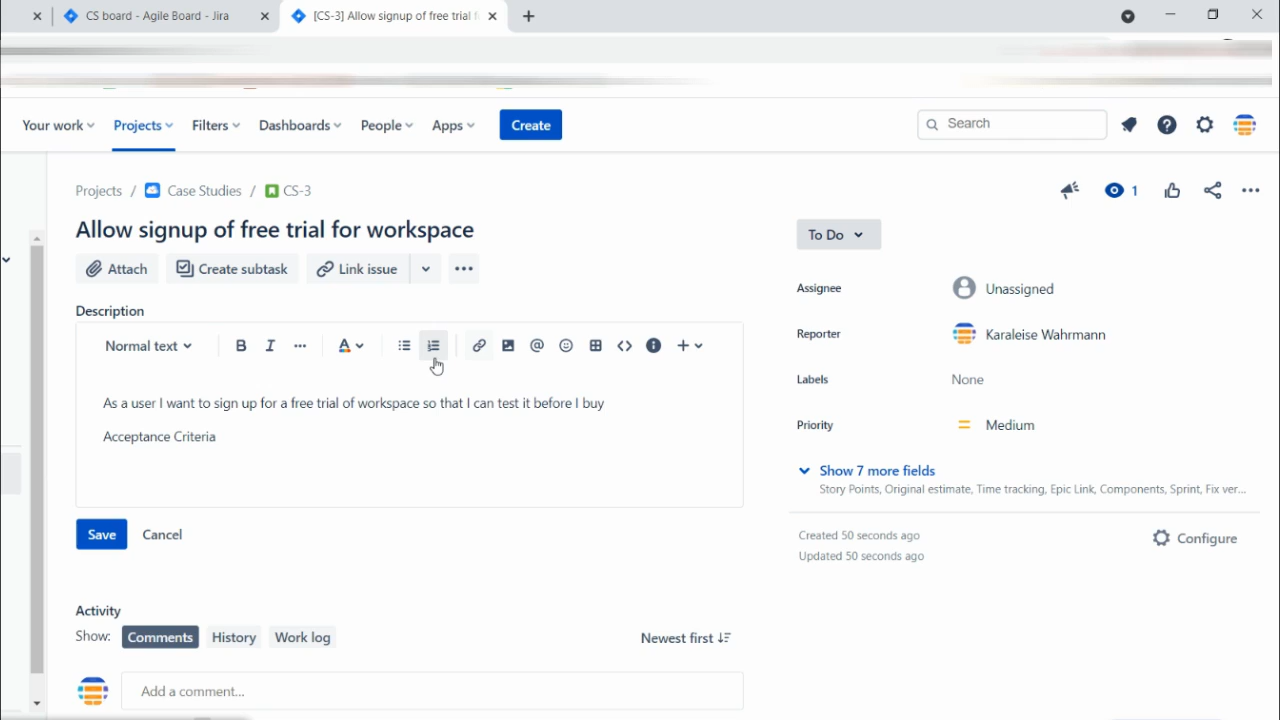 CS board - Agile Board - Jira
[CS-3] Allow signup of free trial f
Your work Projects Filters Dashboards People Apps Create Search
Projects / Case Studies / CS-3
1
Allow signup of free trial for workspace
To Do
Attach Create subtask Link issue
Assignee Unassigned
Description
Normal text B I A @
Reporter Karaleise Wahrmann
Labels None
As a user I want to sign up for a free trial of workspace so that I can test it before I buy
Priority Medium
Acceptance Criteria
Show 7 more fields
Story Points, Original estimate, Time tracking, Epic Link, Components, Sprint, Fix ver...
Save Cancel
Created 50 seconds ago
Configure
Updated 50 seconds ago
Activity
Show: Comments History Work log Newest first
Add a comment...